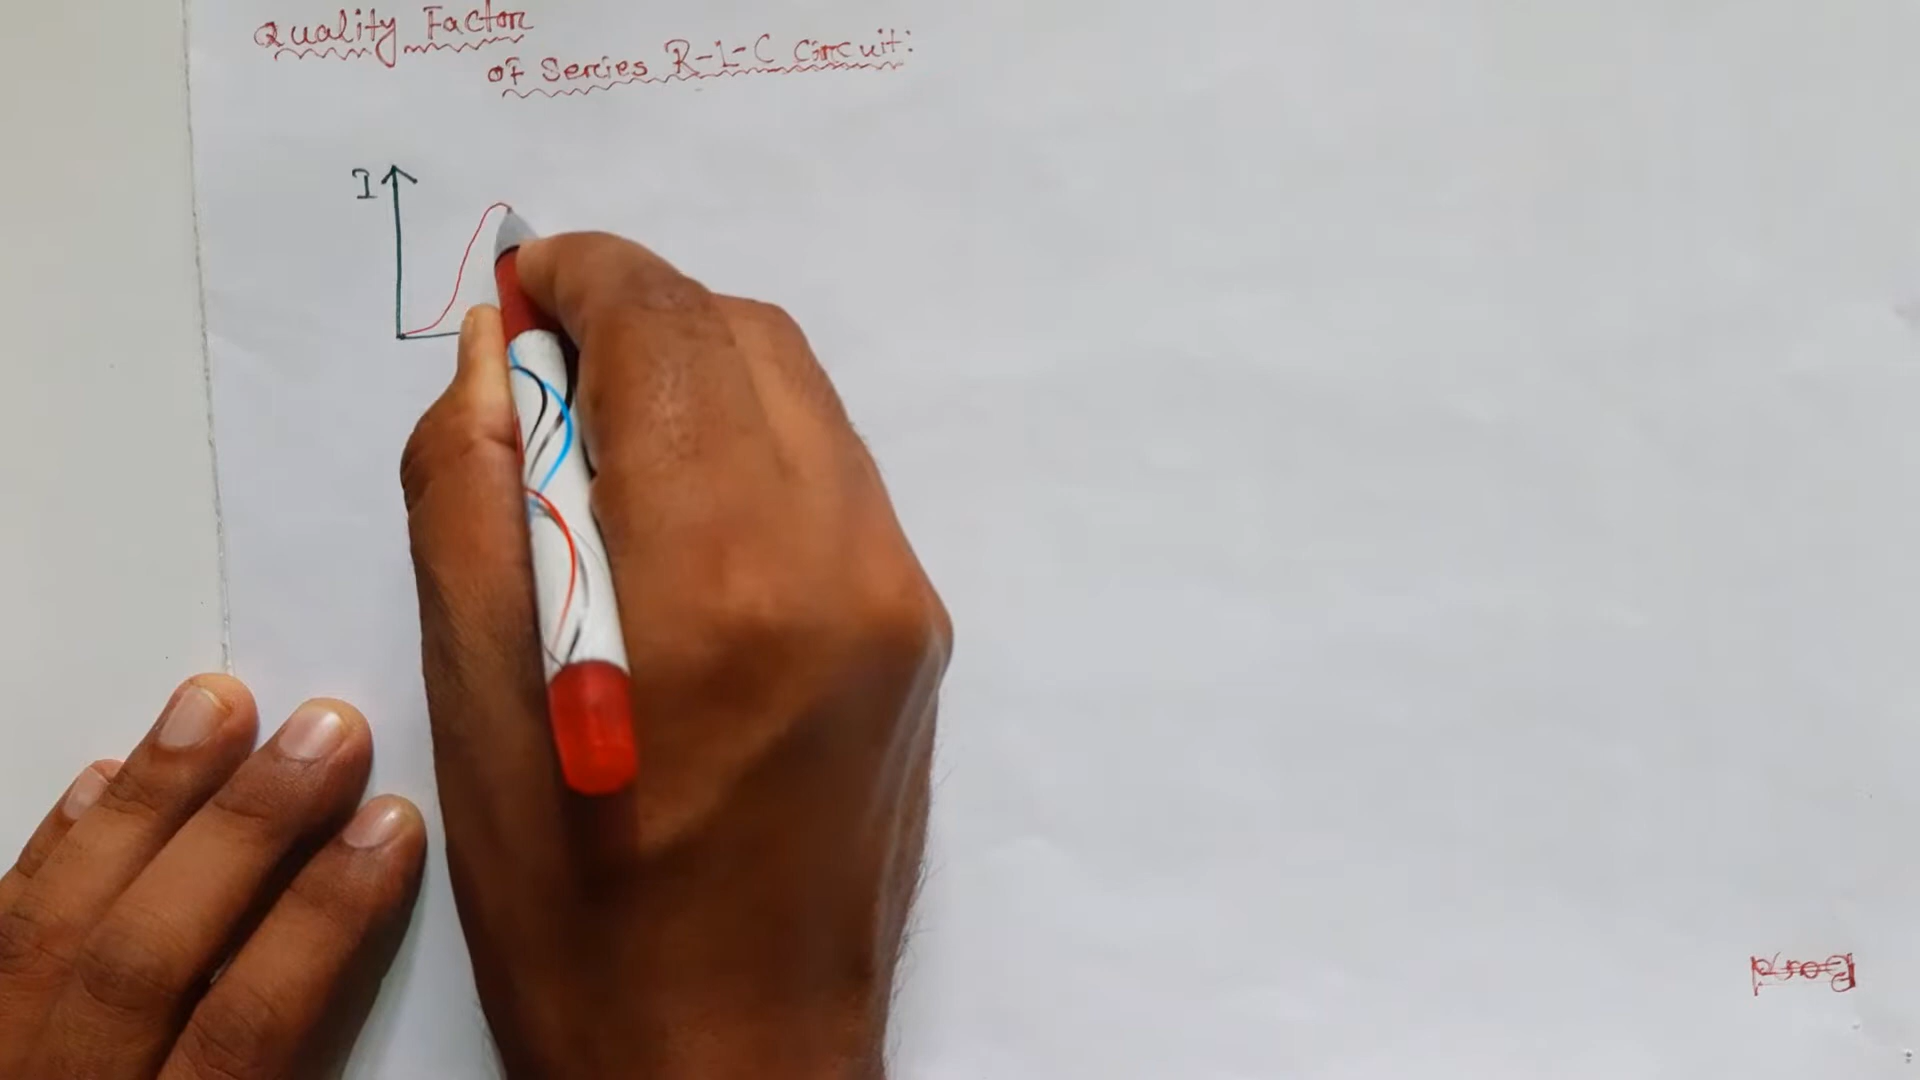 Quality Factor
of Series R-L-C Circuit:
I